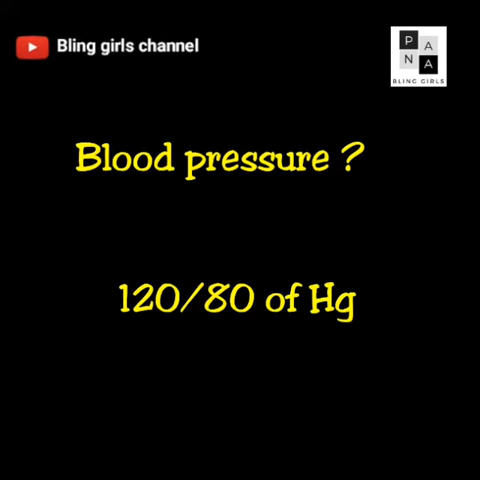 Bling girls channel
P
A
N
A
BLING GIRLS
Blood pressure ?
120/80 of Hg